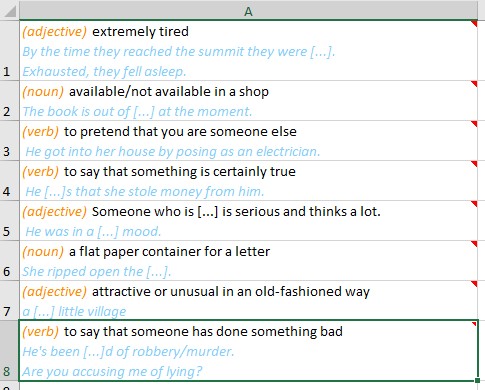 A
(adjective) extremely tired
By the time they reached the summit they were [...].
1 Exhausted, they fell asleep.
(noun) available/not available in a shop
2 The book is out of [...] at the moment.
(verb) to pretend that you are someone else
3 He got into her house by posing as an electrician.
(verb) to say that something is certainly true
4 He [...]s that she stole money from him.
(adjective) Someone who is [...] is serious and thinks a lot.
5 He was in a [...] mood.
(noun) a flat paper container for a letter
6 She ripped open the [...].
(adjective) attractive or unusual in an old-fashioned way
7 a [...] little village
(verb) to say that someone has done something bad
He's been [...]d of robbery/murder.
8 Are you accusing me of lying?